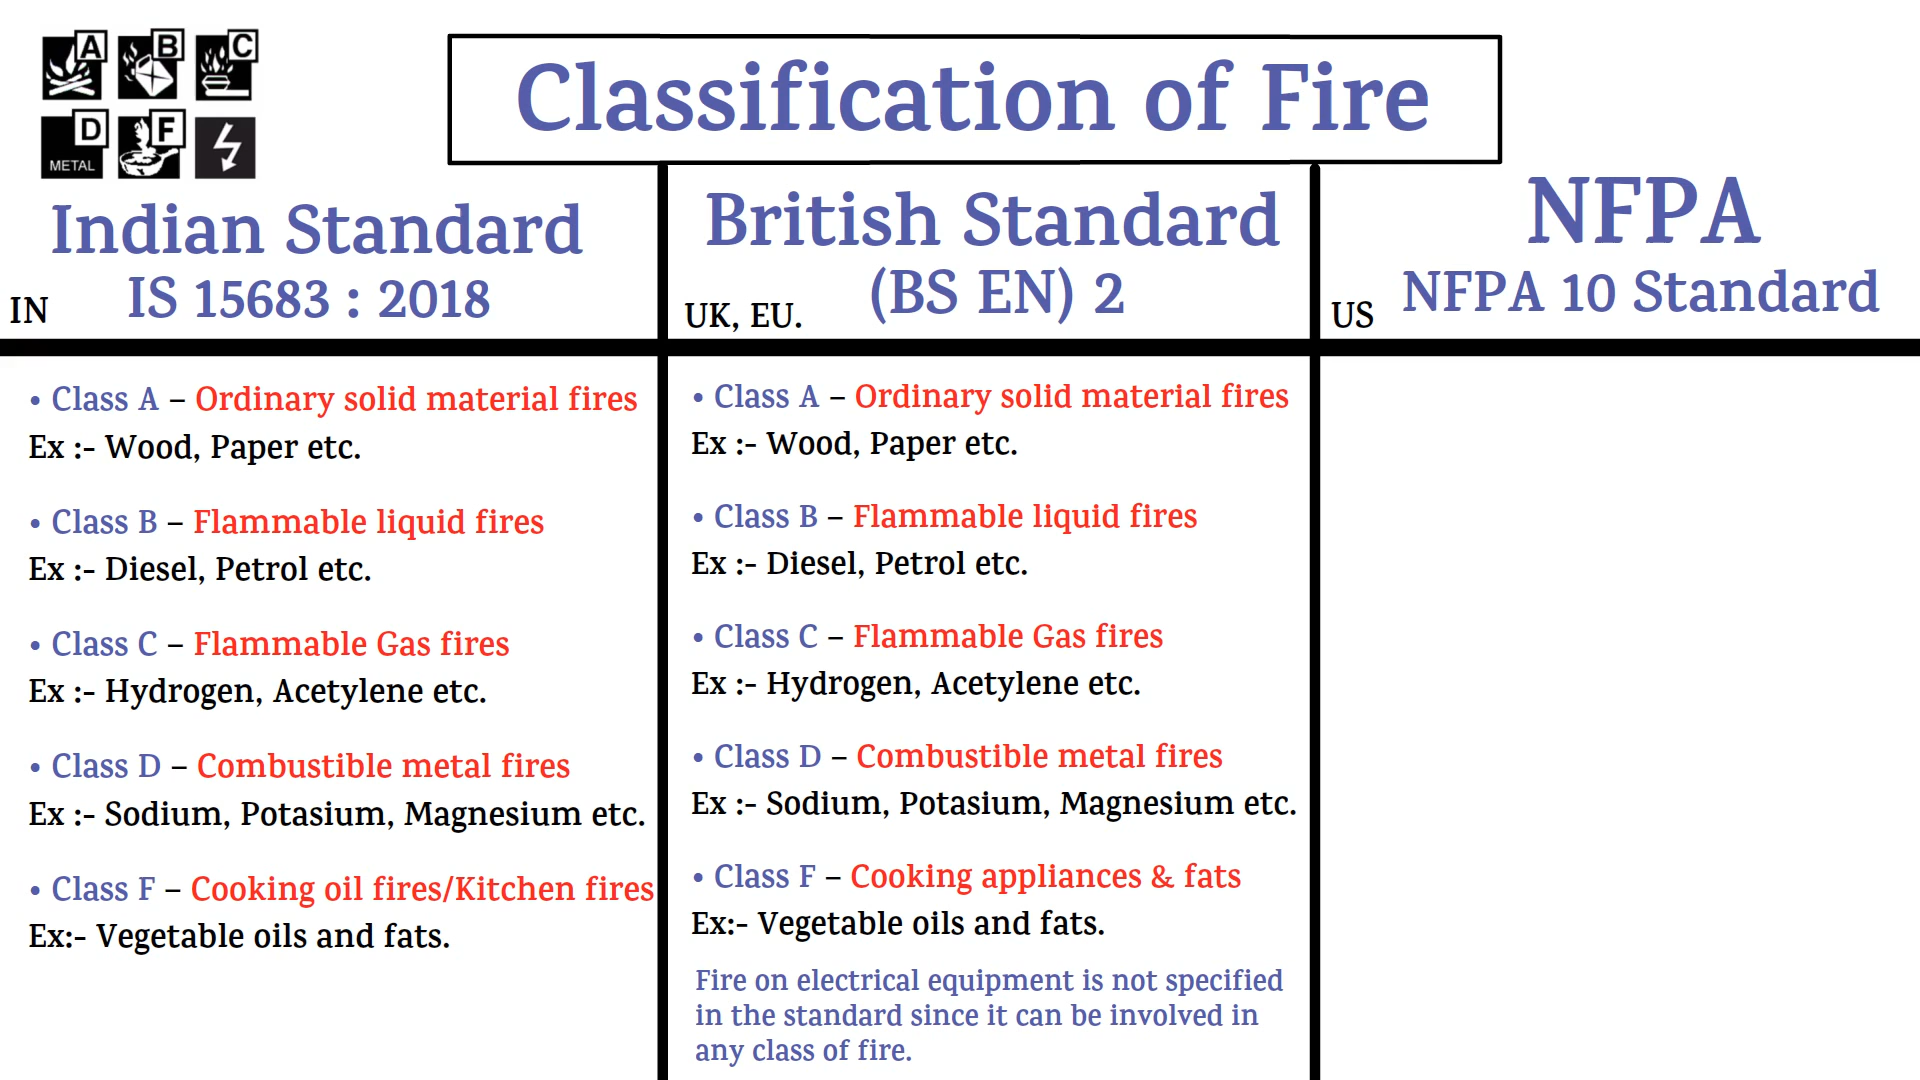 A B C
D F
METAL
Classification of Fire
Indian Standard
IS 15683 : 2018
IN
British Standard
(BS EN) 2
UK, EU.
NFPA
NFPA 10 Standard
US
• Class A – Ordinary solid material fires
Ex :- Wood, Paper etc.
• Class B – Flammable liquid fires
Ex :- Diesel, Petrol etc.
• Class C – Flammable Gas fires
Ex :- Hydrogen, Acetylene etc.
• Class D – Combustible metal fires
Ex :- Sodium, Potasium, Magnesium etc.
• Class F – Cooking oil fires/Kitchen fires
Ex:- Vegetable oils and fats.
• Class A – Ordinary solid material fires
Ex :- Wood, Paper etc.
• Class B – Flammable liquid fires
Ex :- Diesel, Petrol etc.
• Class C – Flammable Gas fires
Ex :- Hydrogen, Acetylene etc.
• Class D – Combustible metal fires
Ex :- Sodium, Potasium, Magnesium etc.
• Class F – Cooking appliances & fats
Ex:- Vegetable oils and fats.
Fire on electrical equipment is not specified
in the standard since it can be involved in
any class of fire.